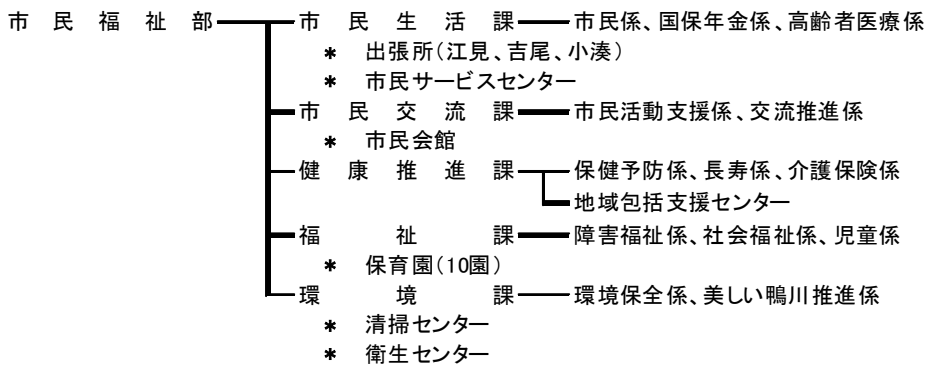 市民福祉部 市民生活課 市民係、国保年金係、高齢者医療係
* 出張所(江見、吉尾、小湊)
* 市民サービスセンター
市民交流課 市民活動支援係、交流推進係
* 市民会館
健康推進課 保健予防係、長寿係、介護保険係
地域包括支援センター
福祉課 障害福祉係、社会福祉係、児童係
* 保育園(10園)
環境課 環境保全係、美しい鴨川推進係
* 清掃センター
* 衛生センター